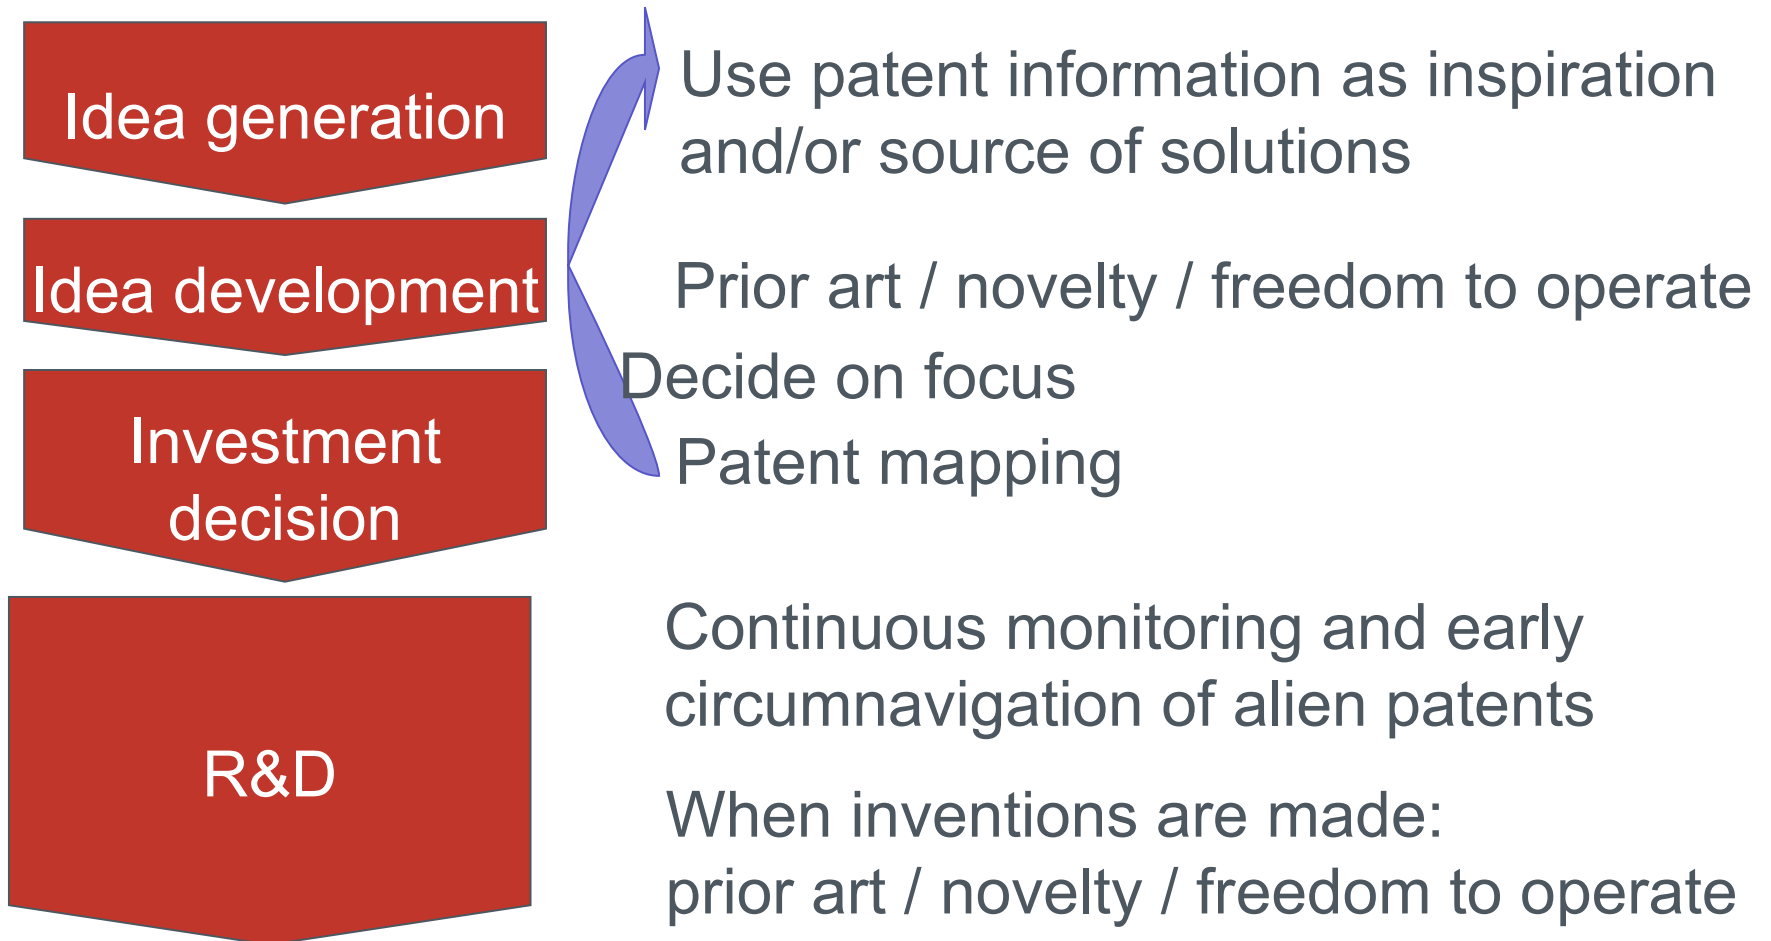 Idea generation
Use patent information as inspiration
and/or source of solutions
Idea development
Prior art / novelty / freedom to operate
Decide on focus
Investment
decision
Patent mapping
R&D
Continuous monitoring and early
circumnavigation of alien patents
When inventions are made:
prior art / novelty / freedom to operate